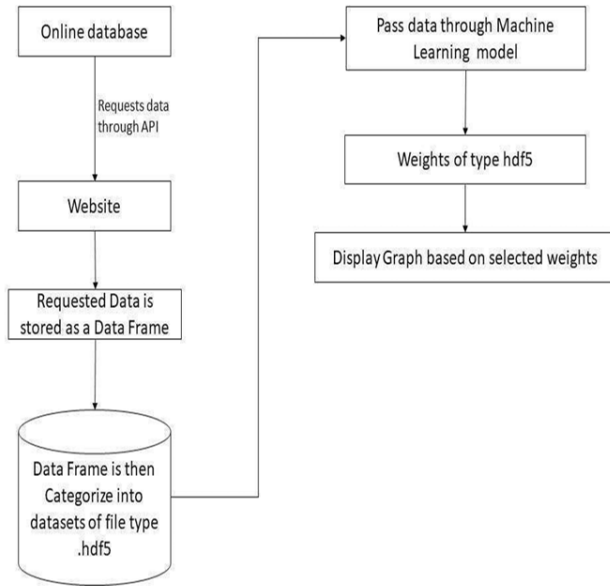 Online database
Requests data
through API
Website
Requested Data is
stored as a Data Frame
Data Frame is then
Categorize into
datasets of file type
.hdf5
Pass data through Machine
Learning model
Weights of type hdf5
Display Graph based on selected weights